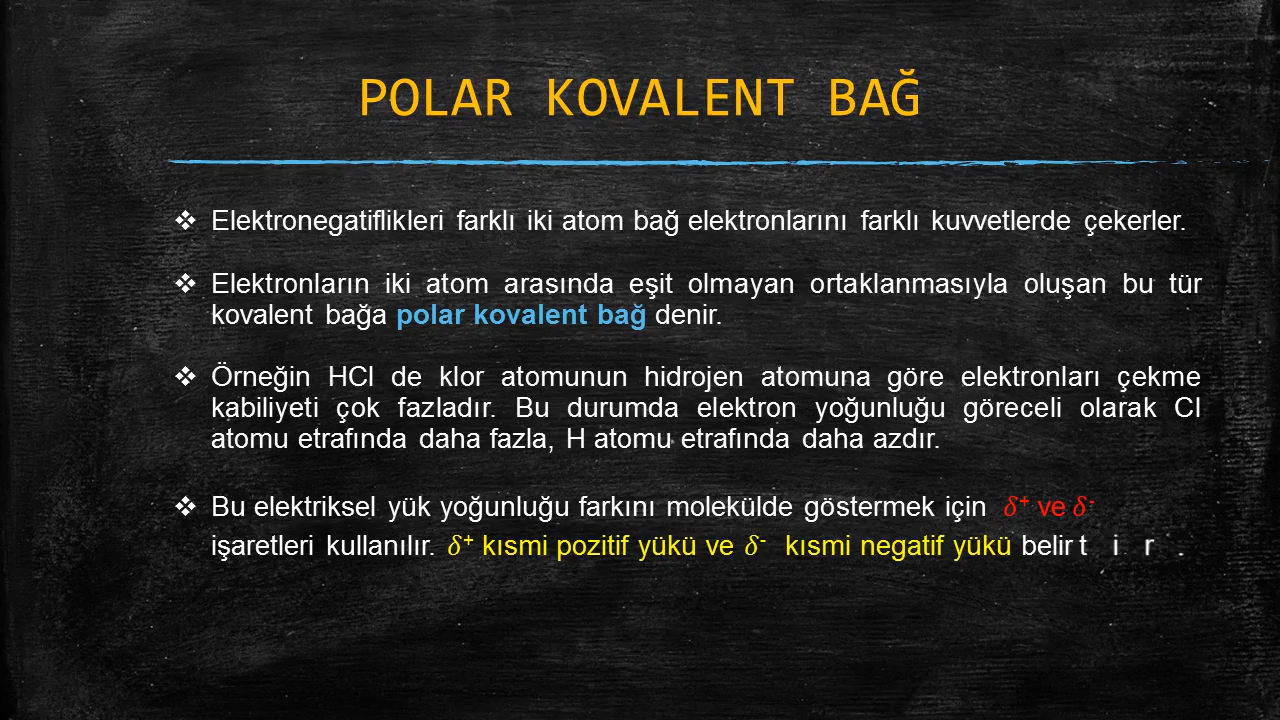 POLAR KOVALENT BAĞ
❖ Elektronegatiflikleri farklı iki atom bağ elektronlarını farklı kuvvetlerde çekerler.
❖ Elektronların iki atom arasında eşit olmayan ortaklanmasıyla oluşan bu tür
kovalent bağa polar kovalent bağ denir.
❖ Örneğin HCl de klor atomunun hidrojen atomuna göre elektronları çekme
kabiliyeti çok fazladır. Bu durumda elektron yoğunluğu göreceli olarak Cl
atomu etrafında daha fazla, H atomu etrafında daha azdır.
❖ Bu elektriksel yük yoğunluğu farkını molekülde göstermek için 𝛿⁺ ve 𝛿⁻
işaretleri kullanılır. 𝛿⁺ kısmi pozitif yükü ve 𝛿⁻ kısmi negatif yükü belirt i r .